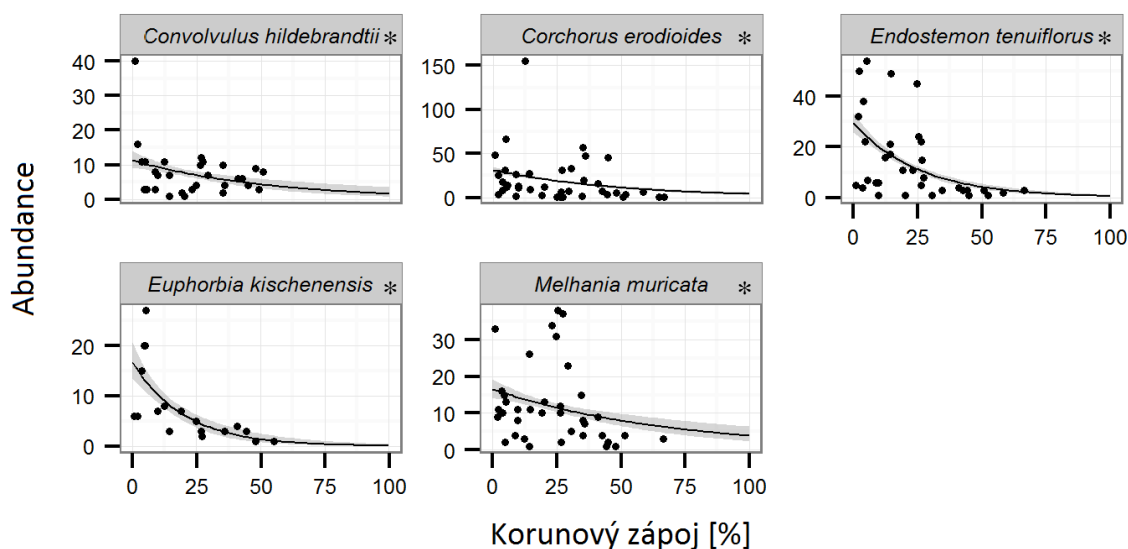 Convolvulus hildebrandtii *
Corchorus erodioides *
Endostemon tenuiflorus *
40
30
20
10
0
150
100
50
25
0
40
20
0
0 25 50 75 100
Euphorbia kischenensis *
Melhania muricata *
20
10
0
30
20
10
0
0 25 50 75 100
0 25 50 75 100
Abundance
Korunový zápoj [%]